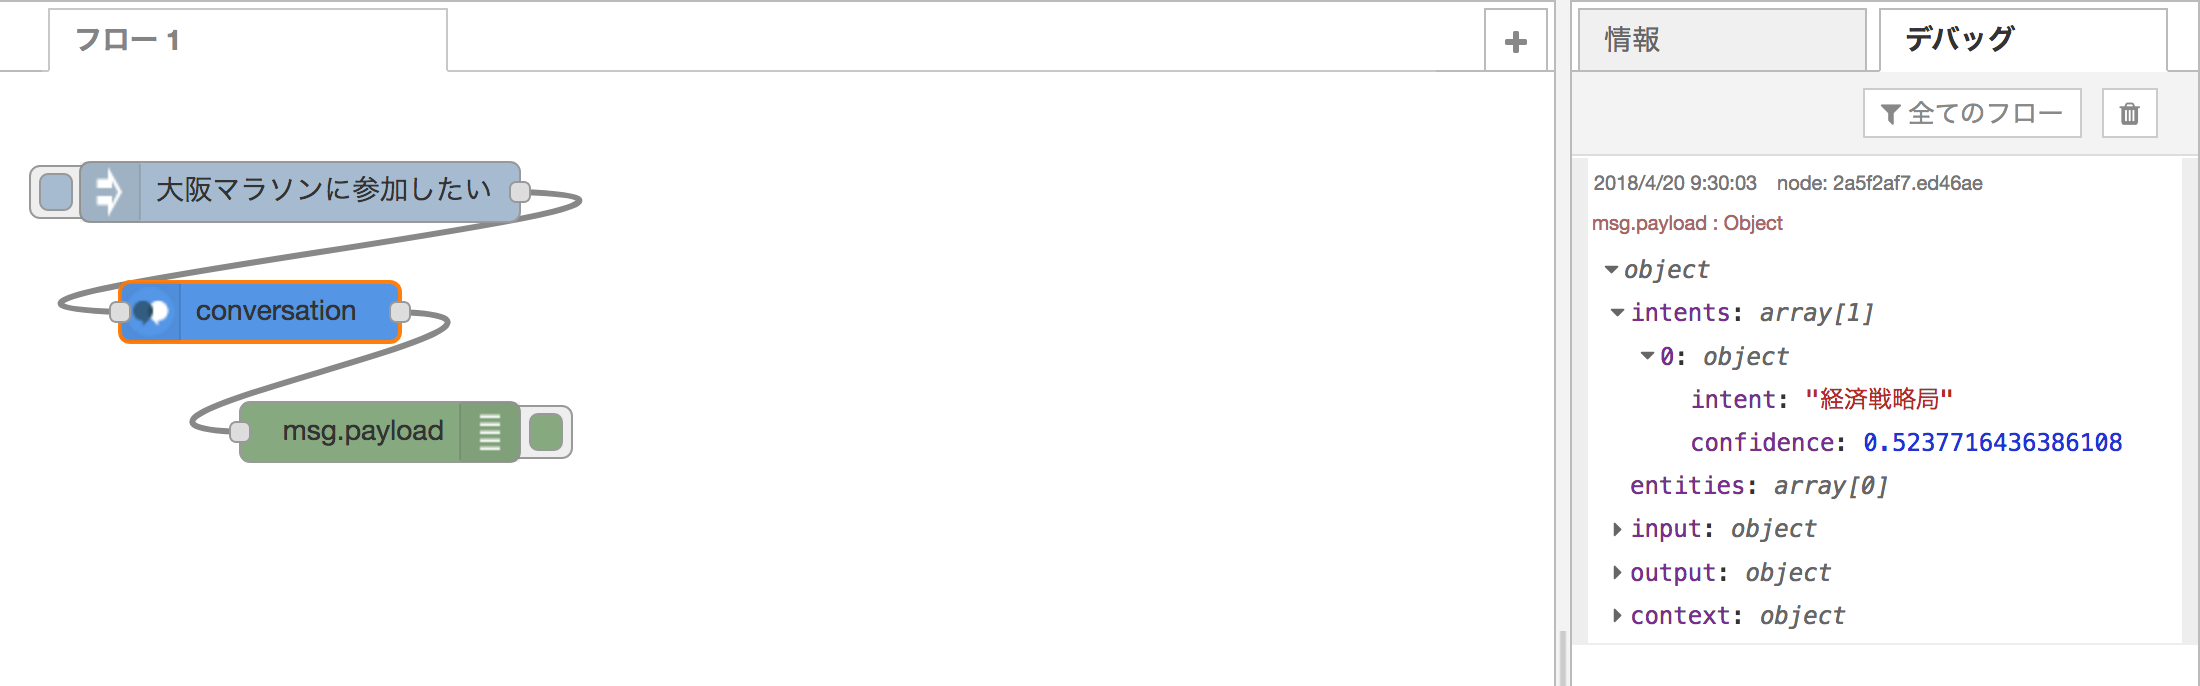 フロー 1
大阪マラソンに参加したい
conversation
msg.payload
情報
デバッグ
全てのフロー
2018/4/20 9:30:03 node: 2a5f2af7.ed46ae
msg.payload : Object
object
intents: array[1]
0: object
intent: "経済戦略局"
confidence: 0.5237716436386108
entities: array[0]
input: object
output: object
context: object